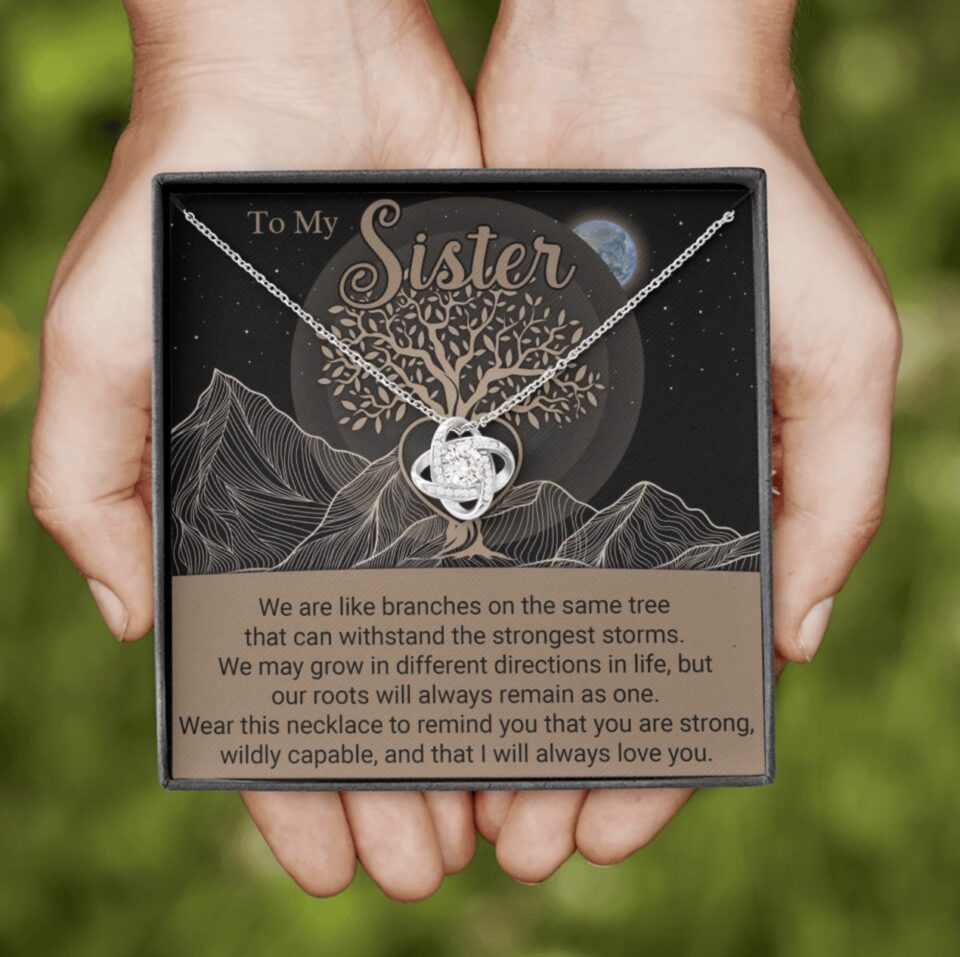 To My Sister
We are like branches on the same tree
that can withstand the strongest storms.
We may grow in different directions in life, but
our roots will always remain as one.
Wear this necklace to remind you that you are strong,
wildly capable, and that I will always love you.